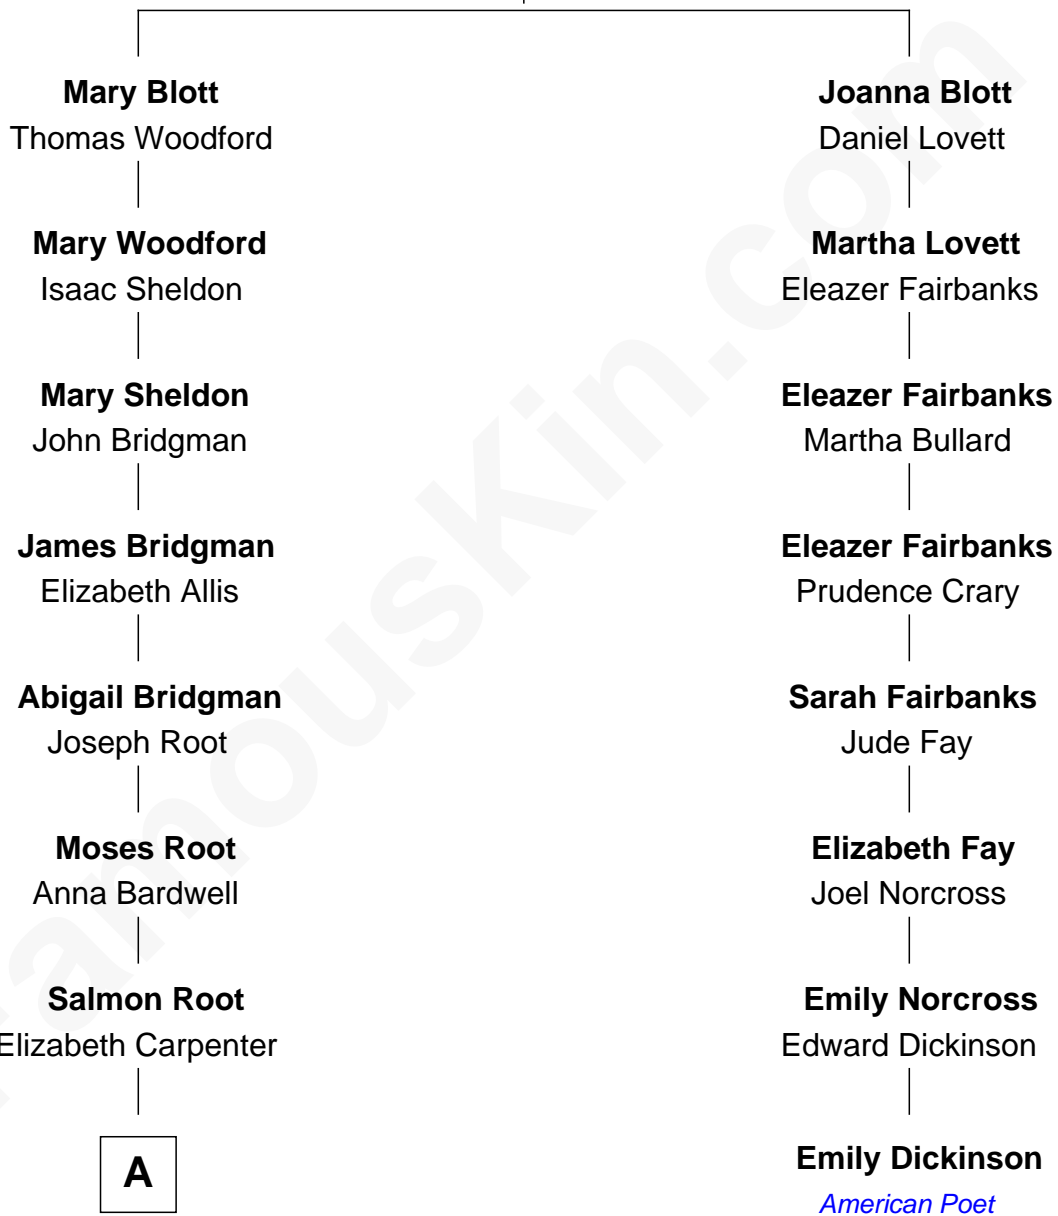 Mary Blott
Thomas Woodford
Joanna Blott
Daniel Lovett
Mary Woodford
Isaac Sheldon
Martha Lovett
Eleazer Fairbanks
Mary Sheldon
John Bridgman
Eleazer Fairbanks
Martha Bullard
James Bridgman
Elizabeth Allis
Eleazer Fairbanks
Prudence Crary
Abigail Bridgman
Joseph Root
Sarah Fairbanks
Jude Fay
Moses Root
Anna Bardwell
Elizabeth Fay
Joel Norcross
Salmon Root
Elizabeth Carpenter
Emily Norcross
Edward Dickinson
A
Emily Dickinson
American Poet
FamousKin.com